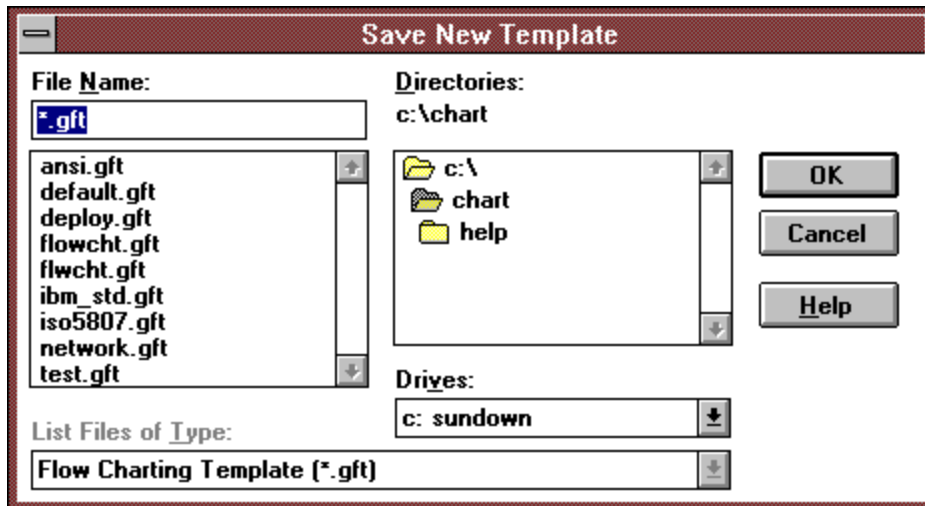 Save New Template
File Name:
*.gft
ansi.gft
default.gft
deploy.gft
flowcht.gft
flwcht.gft
ibm_std.gft
iso5807.gft
network.gft
test.gft
List Files of Type:
Flow Charting Template (*.gft)
Directories:
c:\chart
c:\
chart
help
Drives:
c: sundown
OK
Cancel
Help